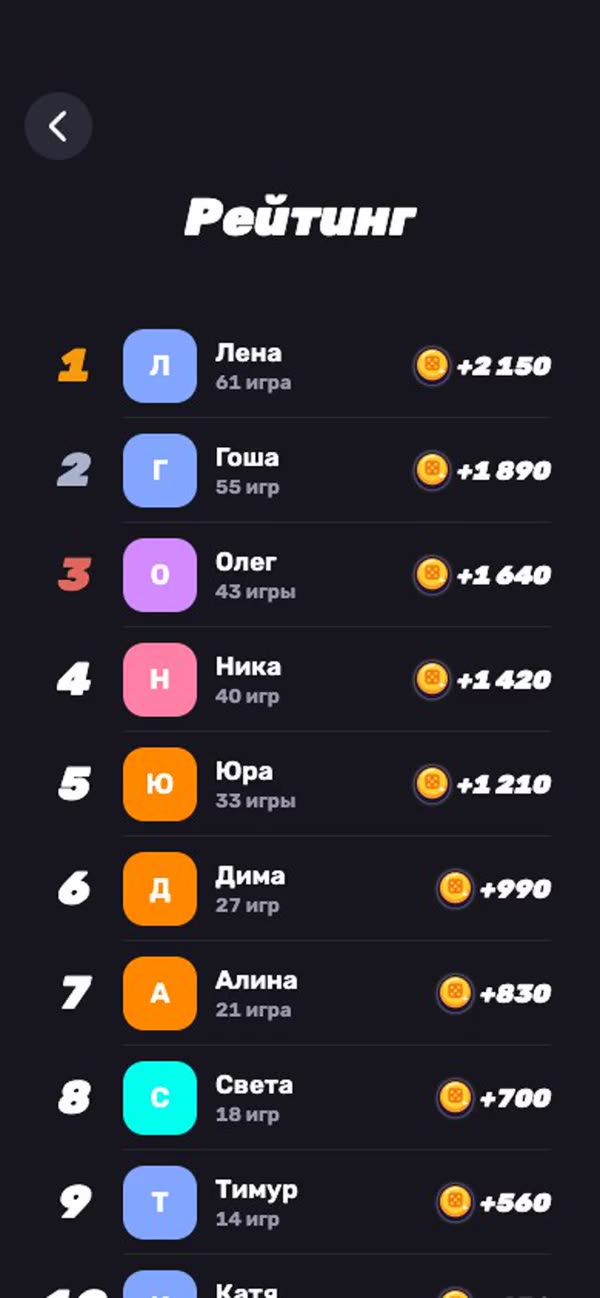 Рейтинг
1
Л
Лена
61 игра
+2 150
2
Г
Гоша
55 игр
+1 890
3
О
Олег
43 игры
+1 640
4
Н
Ника
40 игр
+1 420
5
Ю
Юра
33 игры
+1 210
6
Д
Дима
27 игр
+990
7
А
Алина
21 игра
+830
8
С
Света
18 игр
+700
9
Т
Тимур
14 игр
+560
10
Катя